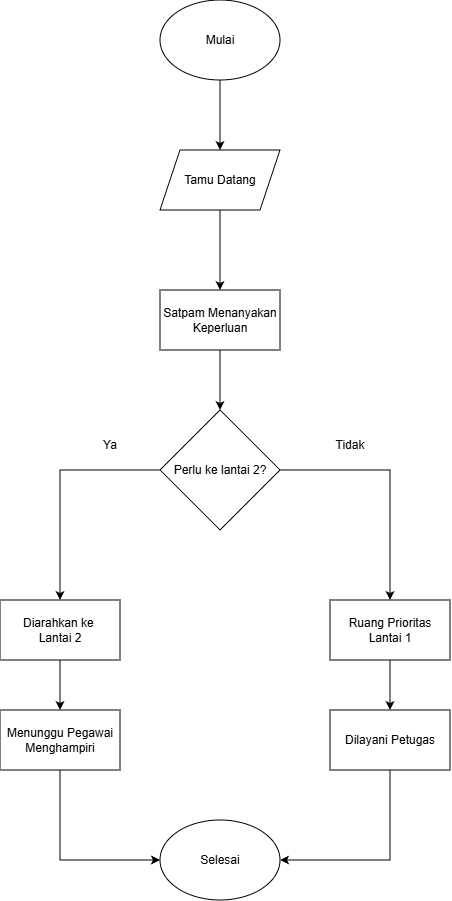 Mulai
Tamu Datang
Satpam Menanyakan
Keperluan
Ya
Tidak
Perlu ke lantai 2?
Diarahkan ke
Lantai 2
Ruang Prioritas
Lantai 1
Menunggu Pegawai
Menghampiri
Dilayani Petugas
Selesai